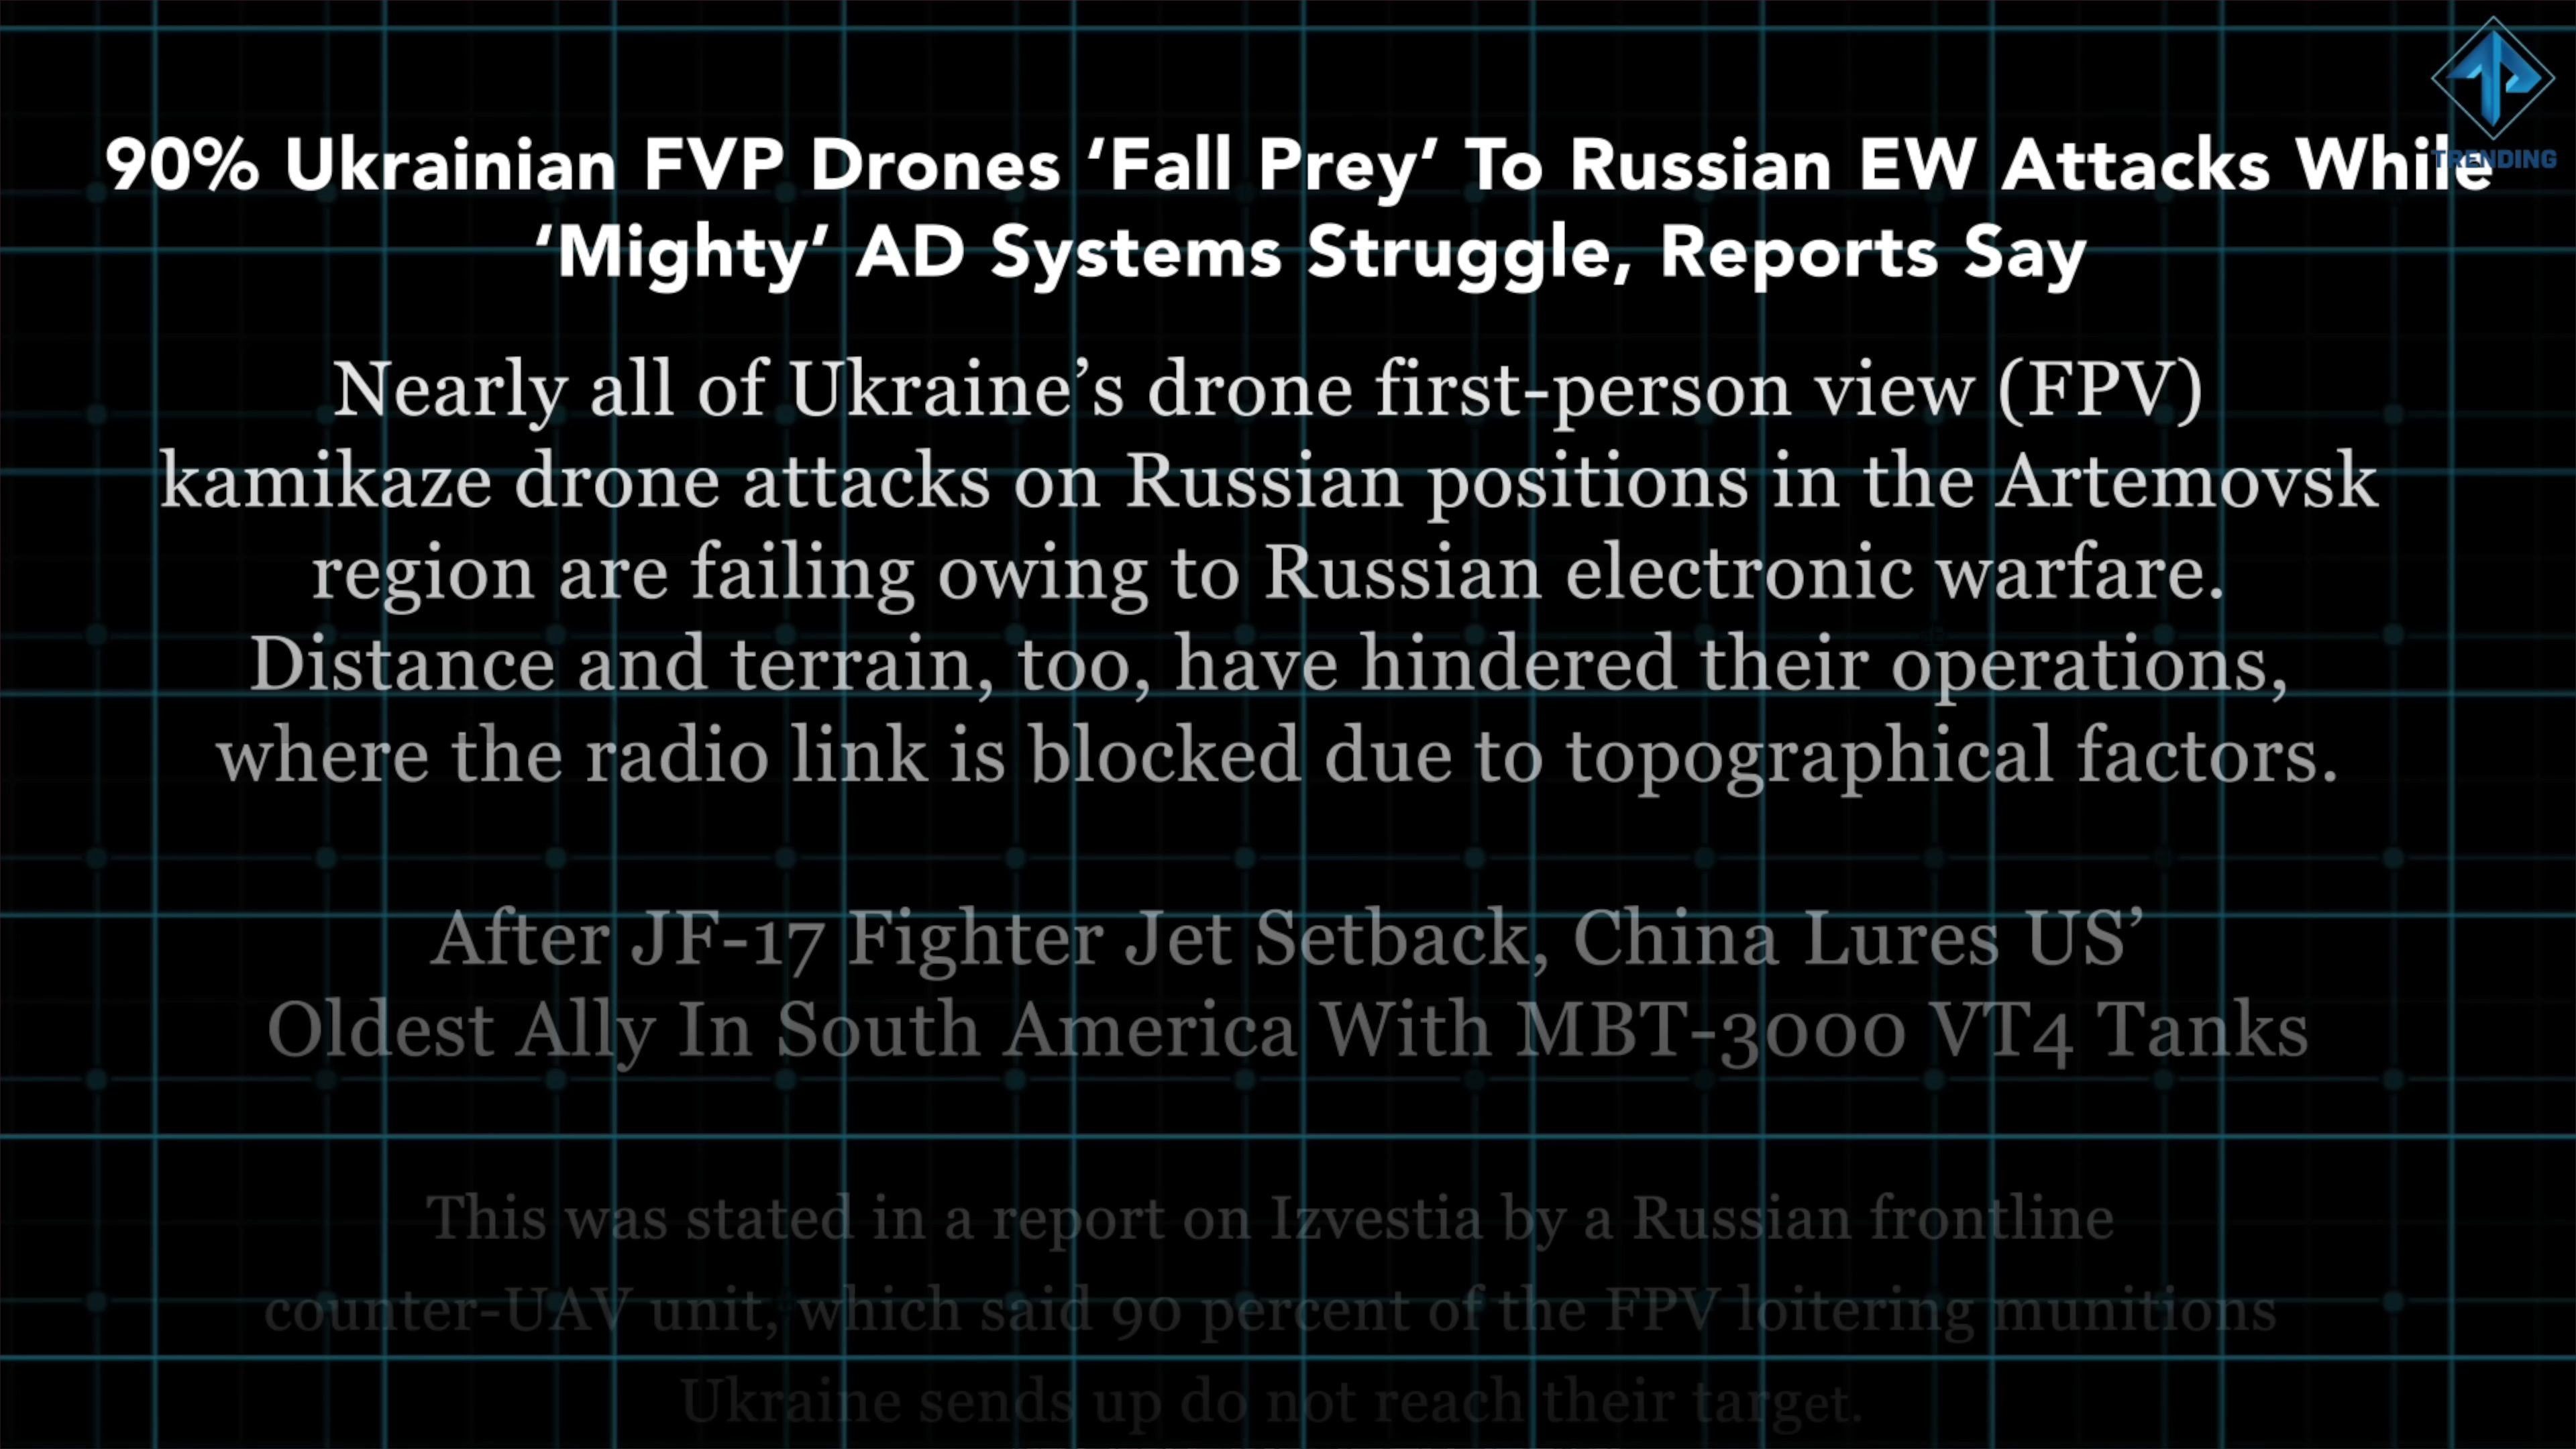 90% Ukrainian FVP Drones ‘Fall Prey’ To Russian EW Attacks While
‘Mighty’ AD Systems Struggle, Reports Say
TRENDING
Nearly all of Ukraine’s drone first-person view (FPV)
kamikaze drone attacks on Russian positions in the Artemovsk
region are failing owing to Russian electronic warfare.
Distance and terrain, too, have hindered their operations,
where the radio link is blocked due to topographical factors.
After JF-17 Fighter Jet Setback, China Lures US’
Oldest Ally In South America With MBT-3000 VT4 Tanks
This was stated in a report on Izvestia by a Russian frontline
counter-UAV unit, which said 90 percent of the FPV loitering munitions
Ukraine sends up do not reach their target.